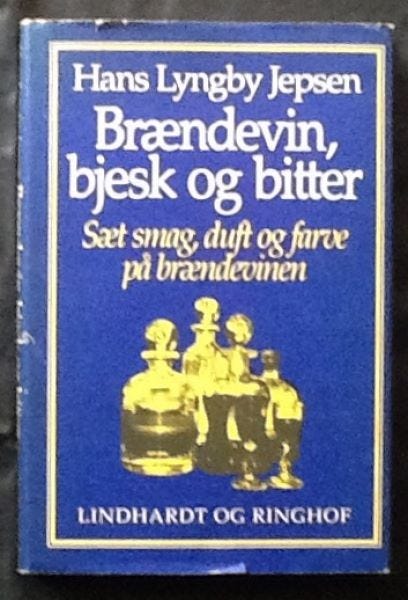 Hans Lyngby Jepsen
Brændevin,
bjesk og bitter
Sæt smag, duft og farve
på brændevinen
LINDHARDT OG RINGHOF